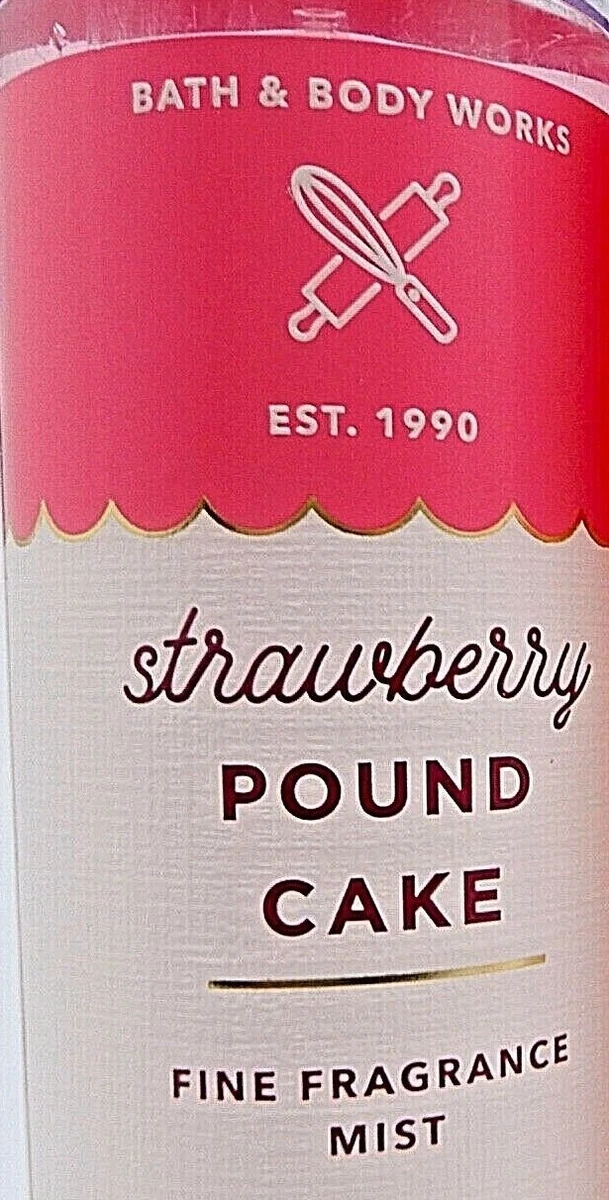 BATH & BODY WORKS
EST. 1990
strawberry
POUND
CAKE
FINE FRAGRANCE
MIST